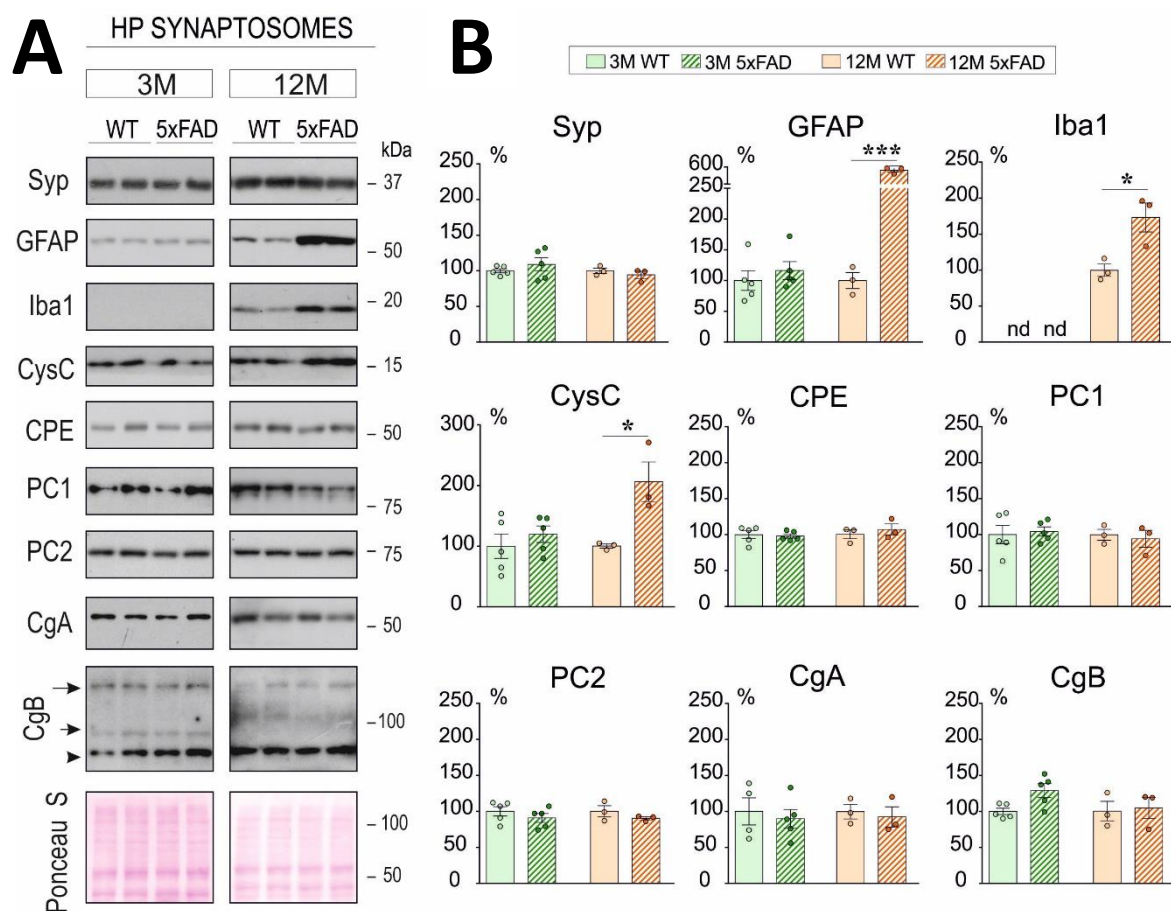 A
HP SYNAPTOSOMES
3M 12M
WT 5xFAD WT 5xFAD
kDa
Syp – 37
GFAP – 50
Iba1 – 20
CysC – 15
CPE – 50
PC1 – 75
PC2 – 75
CgA – 50
CgB –100
Ponceau S – 100
– 50
B
3M WT 3M 5xFAD 12M WT 12M 5xFAD
Syp
%
250
200
150
100
50
0
GFAP
%
600
250
200
150
100
50
0
***
Iba1
%
250
200
150
100
50
0
nd nd
*
CysC
%
300
200
100
0
*
CPE
%
250
200
150
100
50
0
PC1
%
250
200
150
100
50
0
PC2
%
250
200
150
100
50
0
CgA
%
250
200
150
100
50
0
CgB
%
250
200
150
100
50
0